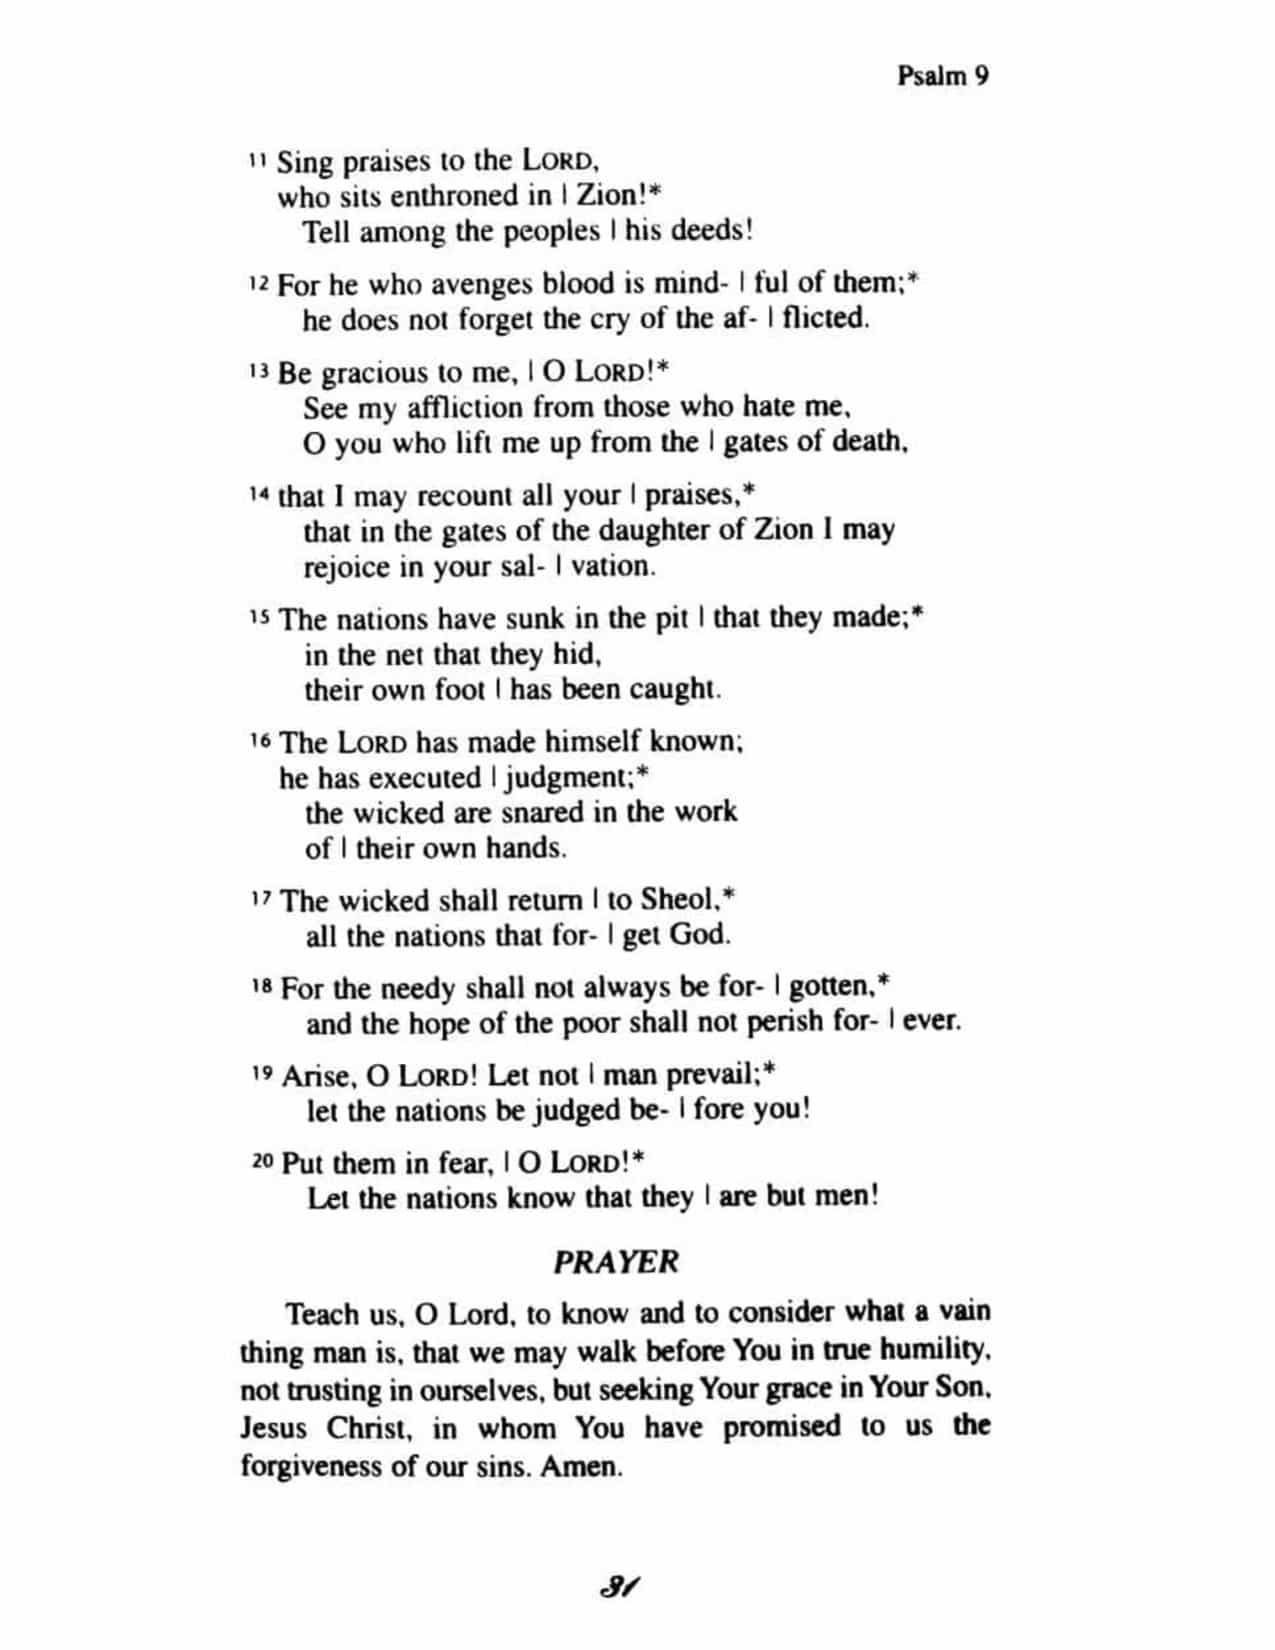 Psalm 9
11 Sing praises to the LORD,
who sits enthroned in | Zion!*
Tell among the peoples | his deeds!
12 For he who avenges blood is mind- | ful of them;*
he does not forget the cry of the af- | flicted.
13 Be gracious to me, | O LORD!*
See my affliction from those who hate me,
O you who lift me up from the | gates of death,
14 that I may recount all your | praises,*
that in the gates of the daughter of Zion I may
rejoice in your sal- | vation.
15 The nations have sunk in the pit | that they made;*
in the net that they hid,
their own foot | has been caught.
16 The LORD has made himself known;
he has executed | judgment;*
the wicked are snared in the work
of | their own hands.
17 The wicked shall return | to Sheol,*
all the nations that for- | get God.
18 For the needy shall not always be for- | gotten,*
and the hope of the poor shall not perish for- | ever.
19 Arise, O LORD! Let not | man prevail;*
let the nations be judged be- | fore you!
20 Put them in fear, | O LORD!*
Let the nations know that they | are but men!
PRAYER
Teach us, O Lord, to know and to consider what a vain
thing man is, that we may walk before You in true humility,
not trusting in ourselves, but seeking Your grace in Your Son,
Jesus Christ, in whom You have promised to us the
forgiveness of our sins. Amen.
31